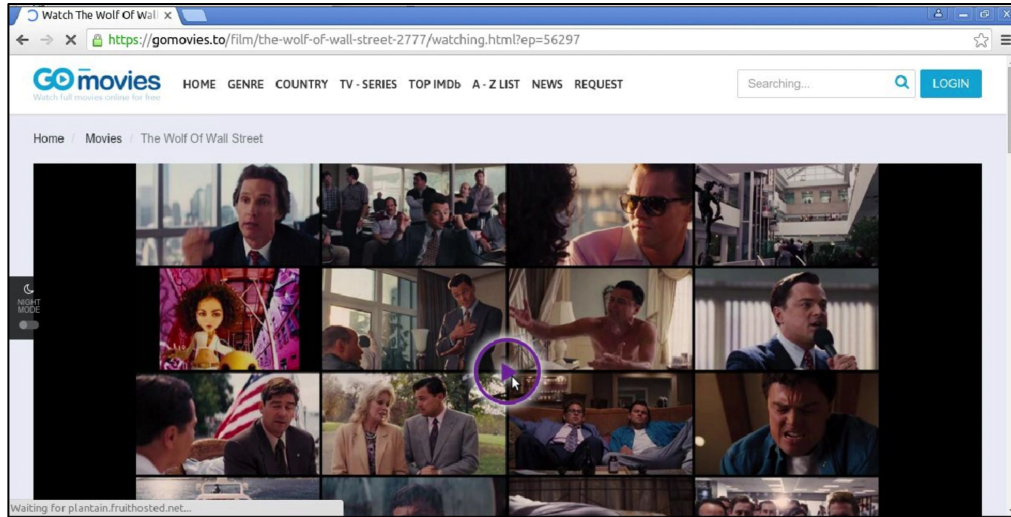 Watch The Wolf Of Wal
https://gomovies.to/film/the-wolf-of-wall-street-2777/watching.html?ep=56297
GOmovies
Watch full movies online for free
HOME GENRE COUNTRY TV - SERIES TOP IMDb A - Z LIST NEWS REQUEST
Searching...
LOGIN
Home / Movies / The Wolf Of Wall Street
NIGHT
MODE
Waiting for plantain.fruithosted.net...